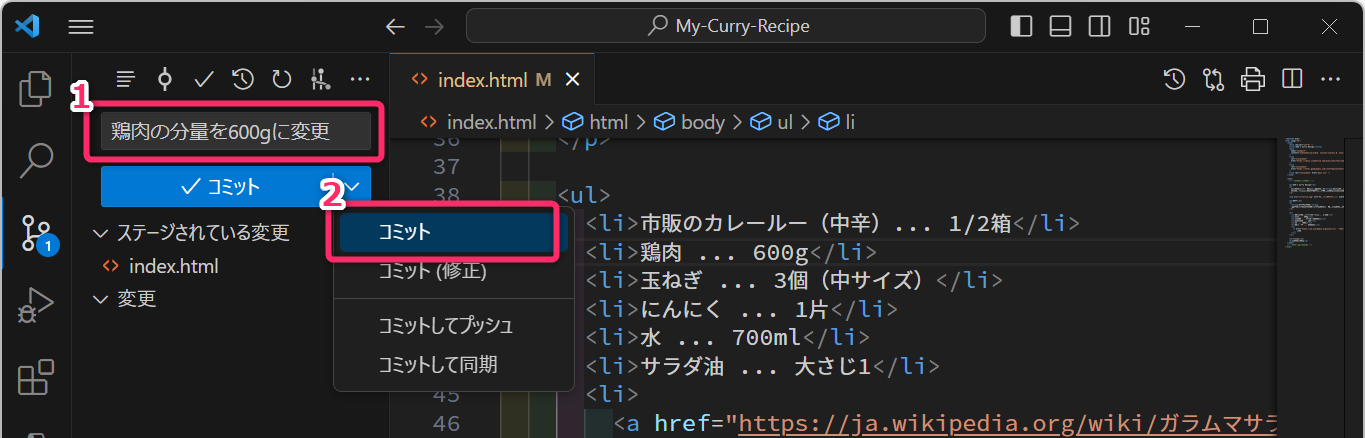 My-Curry-Recipe
index.html M
1
鶏肉の分量を600gに変更
index.html > html > body > ul > li
コミット
2
コミット
コミット (修正)
コミットしてプッシュ
コミットして同期
1
ステージされている変更
index.html
変更
36 </p>
37
38 <ul>
<li>市販のカレールー（中辛）... 1/2箱</li>
<li>鶏肉 ... 600g</li>
<li>玉ねぎ ... 3個（中サイズ）</li>
<li>にんにく ... 1片</li>
<li>水 ... 700ml</li>
<li>サラダ油 ... 大さじ1</li>
45 <li>
46 <a href="https://ja.wikipedia.org/wiki/ガラムマサラ